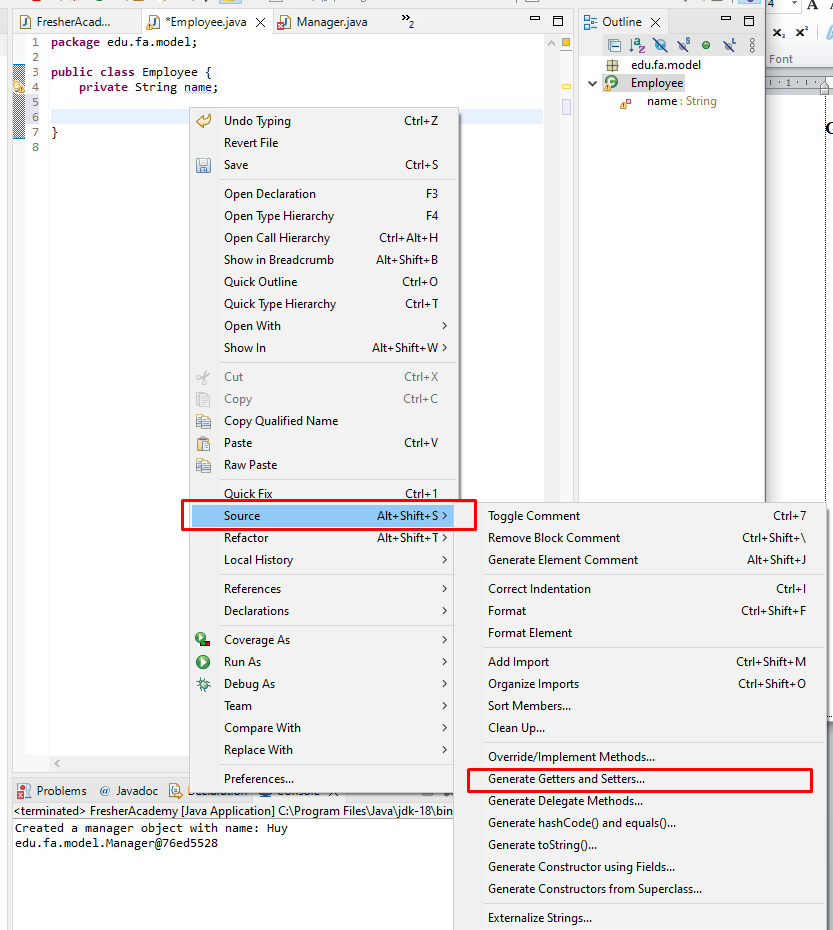 FresherAcad...
*Employee.java
Manager.java
»2
Outline
1 package edu.fa.model;
2
3 public class Employee {
4 private String name;
5
6
7 }
8
edu.fa.model
Employee
name : String
Font
1
Undo Typing Ctrl+Z
Revert File
Save Ctrl+S
Open Declaration F3
Open Type Hierarchy F4
Open Call Hierarchy Ctrl+Alt+H
Show in Breadcrumb Alt+Shift+B
Quick Outline Ctrl+O
Quick Type Hierarchy Ctrl+T
Open With
Show In Alt+Shift+W
Cut Ctrl+X
Copy Ctrl+C
Copy Qualified Name
Paste Ctrl+V
Raw Paste
Quick Fix Ctrl+1
Source Alt+Shift+S
Refactor Alt+Shift+T
Local History
References
Declarations
Coverage As
Run As
Debug As
Team
Compare With
Replace With
Preferences...
Toggle Comment Ctrl+7
Remove Block Comment Ctrl+Shift+\
Generate Element Comment Alt+Shift+J
Correct Indentation Ctrl+I
Format Ctrl+Shift+F
Format Element
Add Import Ctrl+Shift+M
Organize Imports Ctrl+Shift+O
Sort Members...
Clean Up...
Override/Implement Methods...
Generate Getters and Setters...
Generate Delegate Methods...
Generate hashCode() and equals()...
Generate toString()...
Generate Constructor using Fields...
Generate Constructors from Superclass...
Externalize Strings...
Problems
@ Javadoc
Declaration
Console
<terminated> FresherAcademy [Java Application] C:\Program Files\Java\jdk-18\bin
Created a manager object with name: Huy
edu.fa.model.Manager@76ed5528